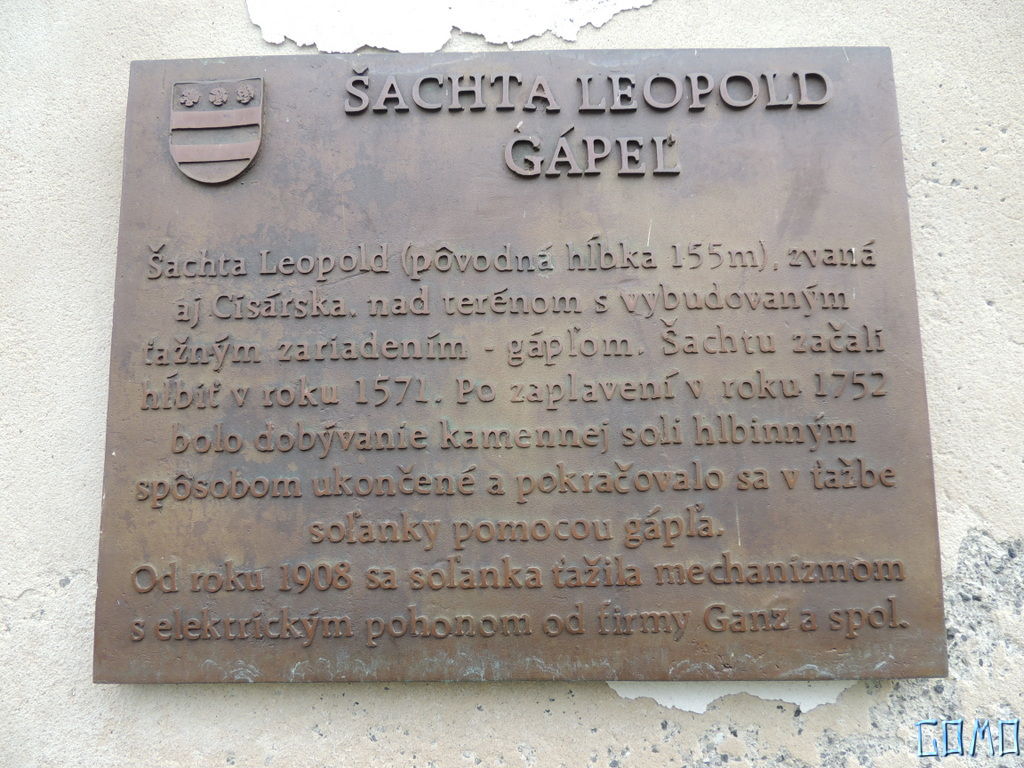 ŠACHTA LEOPOLD
GÁPEĽ
Šachta Leopold (pôvodná hĺbka 155m), zvaná
aj Cisárska, nad terénom s vybudovaným
ťažným zariadením - gápľom. Šachtu začali
hĺbiť v roku 1571. Po zaplavení v roku 1752
bolo dobývanie kamennej soli hlbinným
spôsobom ukončené a pokračovalo sa v ťažbe
soľanky pomocou gápľa.
Od roku 1908 sa soľanka ťažila mechanizmom
s elektrickým pohonom od firmy Ganz a spol.
GOMO